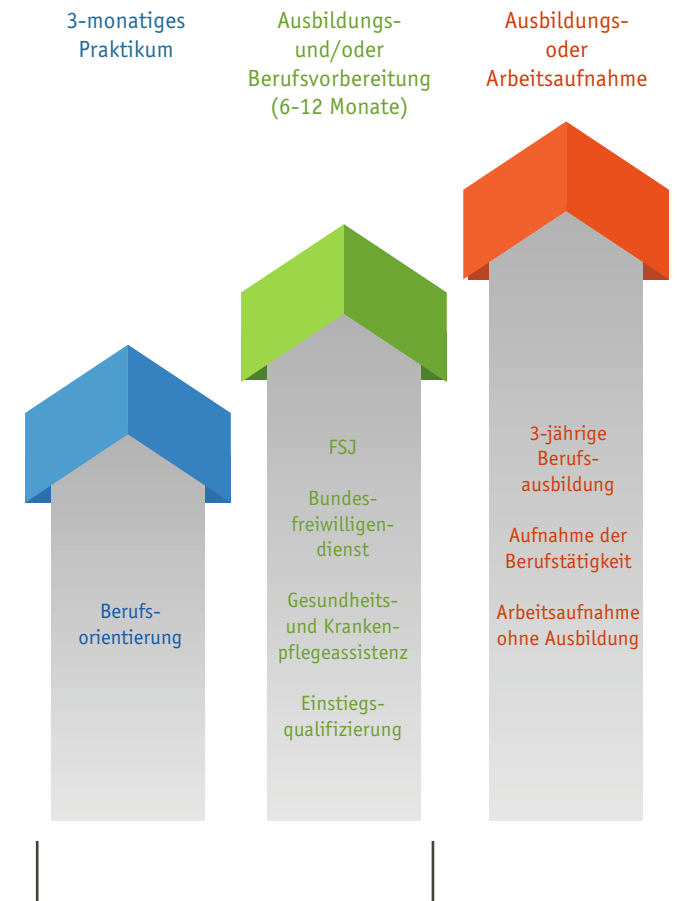 3-monatiges
Praktikum
Ausbildungs-
und/oder
Berufsvorbereitung
(6-12 Monate)
Ausbildungs-
oder
Arbeitsaufnahme
Berufs-
orientierung
FSJ
Bundes-
freiwilligen-
dienst
Gesundheits-
und Kranken-
pflegeassistenz
Einstiegs-
qualifizierung
3-jährige
Berufs-
ausbildung
Aufnahme der
Berufstätigkeit
Arbeitsaufnahme
ohne Ausbildung